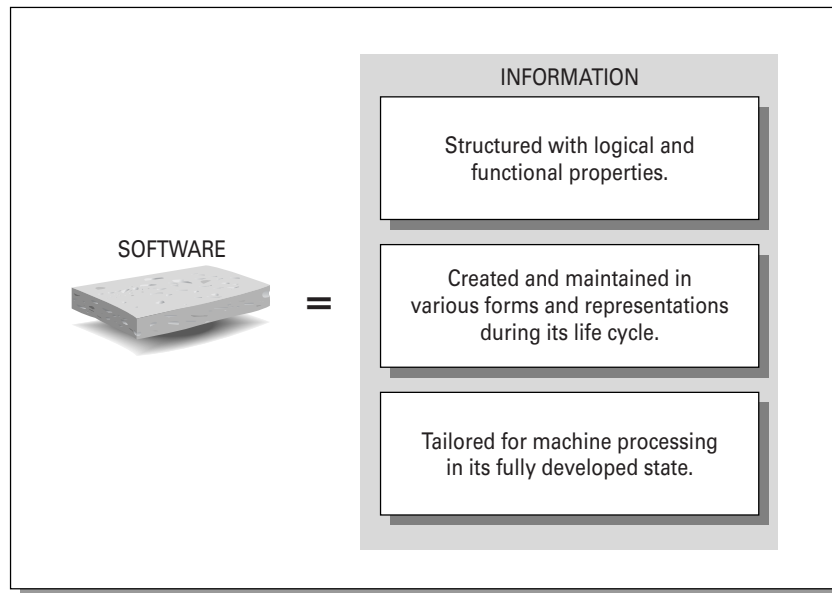 INFORMATION
Structured with logical and
functional properties.
SOFTWARE
=
Created and maintained in
various forms and representations
during its life cycle.
Tailored for machine processing
in its fully developed state.